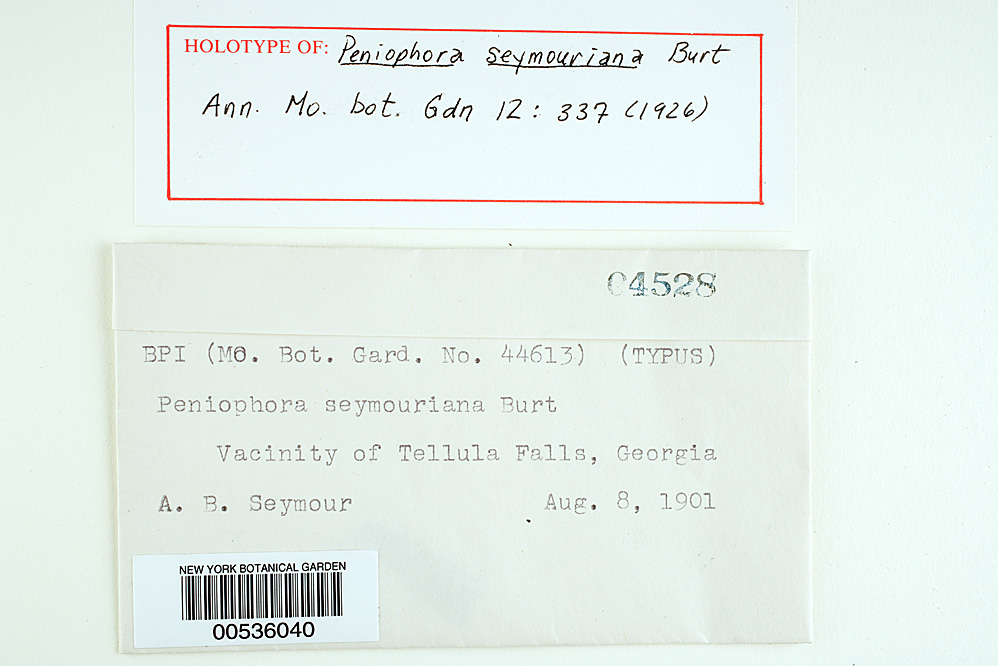 HOLOTYPE OF: Peniophora seymouriana Burt
Ann. Mo. bot. Gdn 12: 337 (1926)
04528
BPI (Mo. Bot. Gard. No. 44613) (TYPUS)
Peniophora seymouriana Burt
Vacinity of Tellula Falls, Georgia
A. B. Seymour Aug. 8, 1901
NEW YORK BOTANICAL GARDEN
00536040